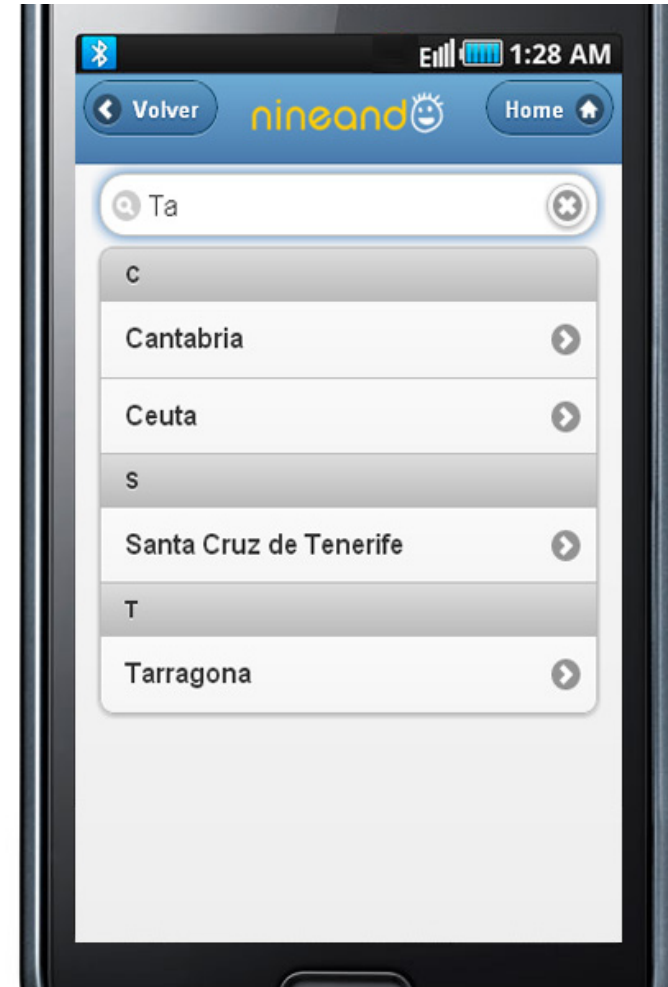 E 1:28 AM
Volver nineand Home
Ta
C
Cantabria
Ceuta
S
Santa Cruz de Tenerife
T
Tarragona